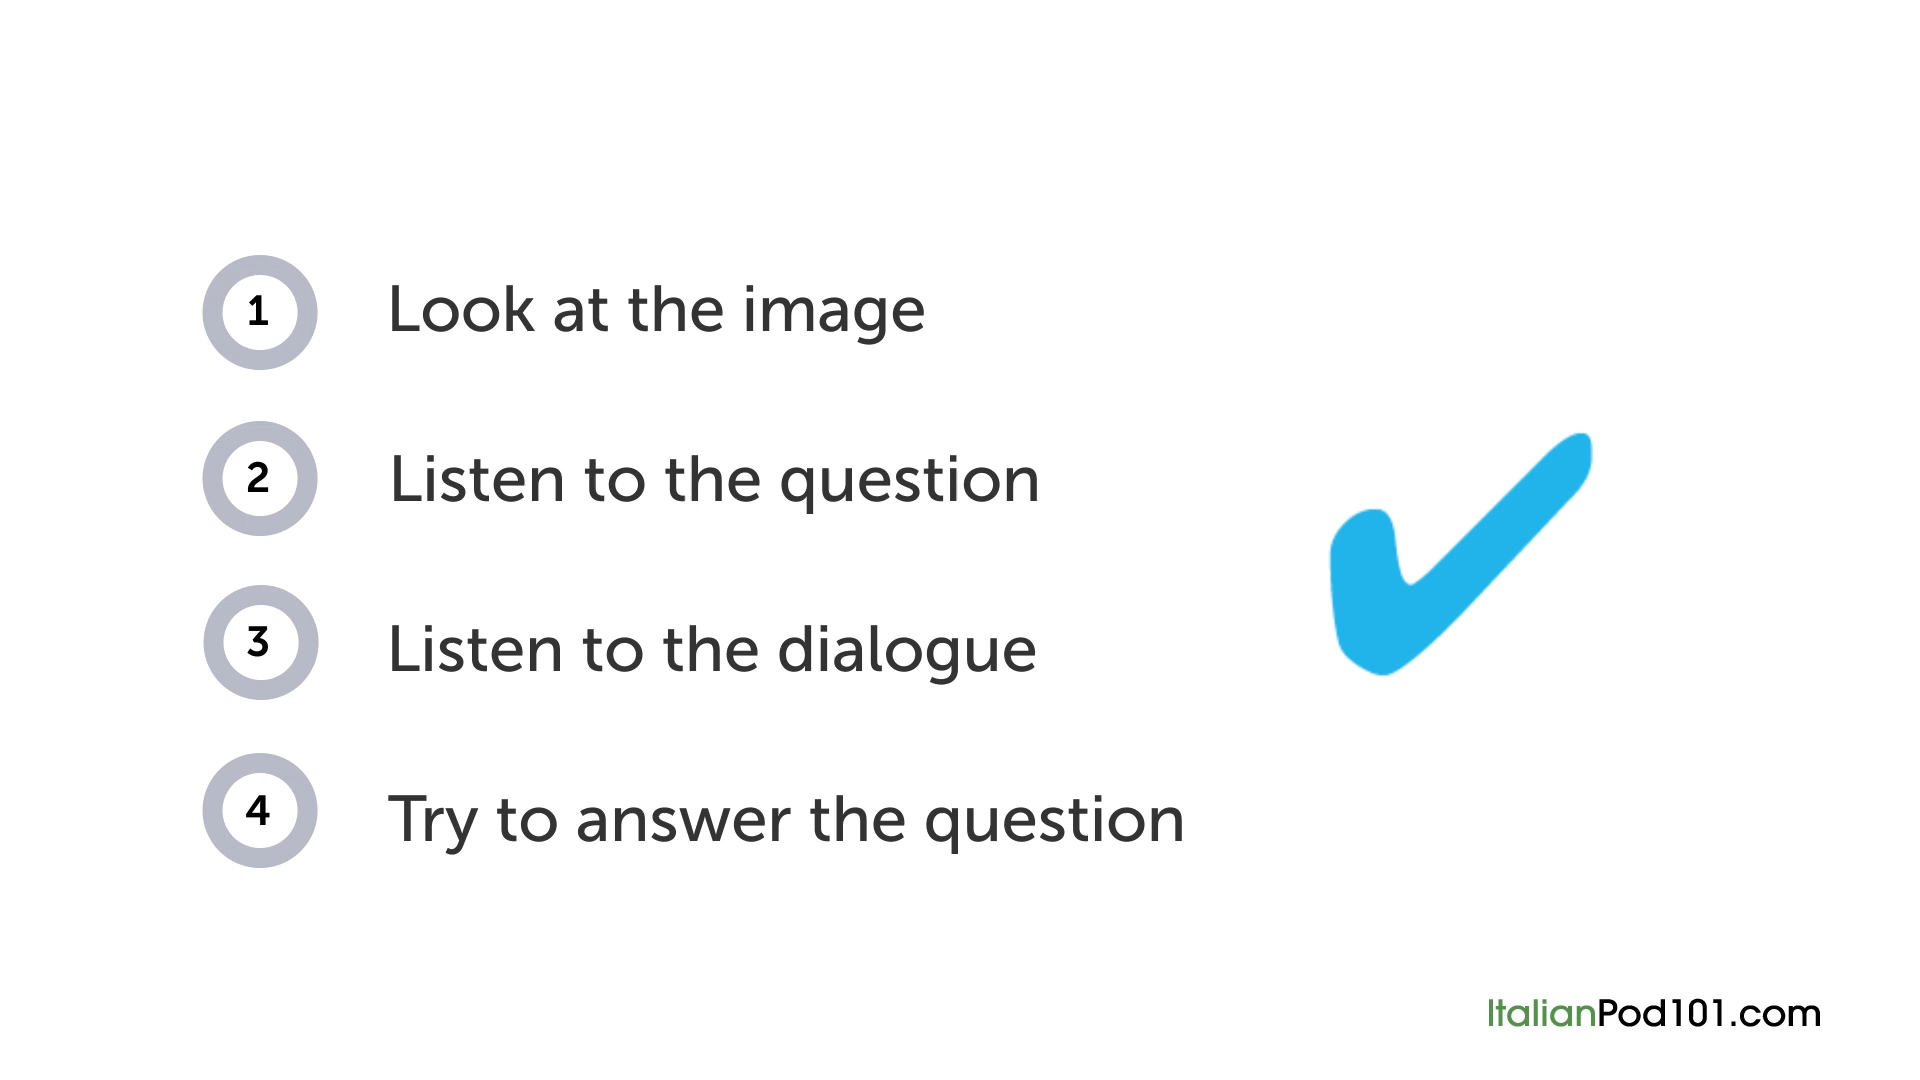 1 Look at the image
2 Listen to the question
3 Listen to the dialogue
4 Try to answer the question
ItalianPod101.com